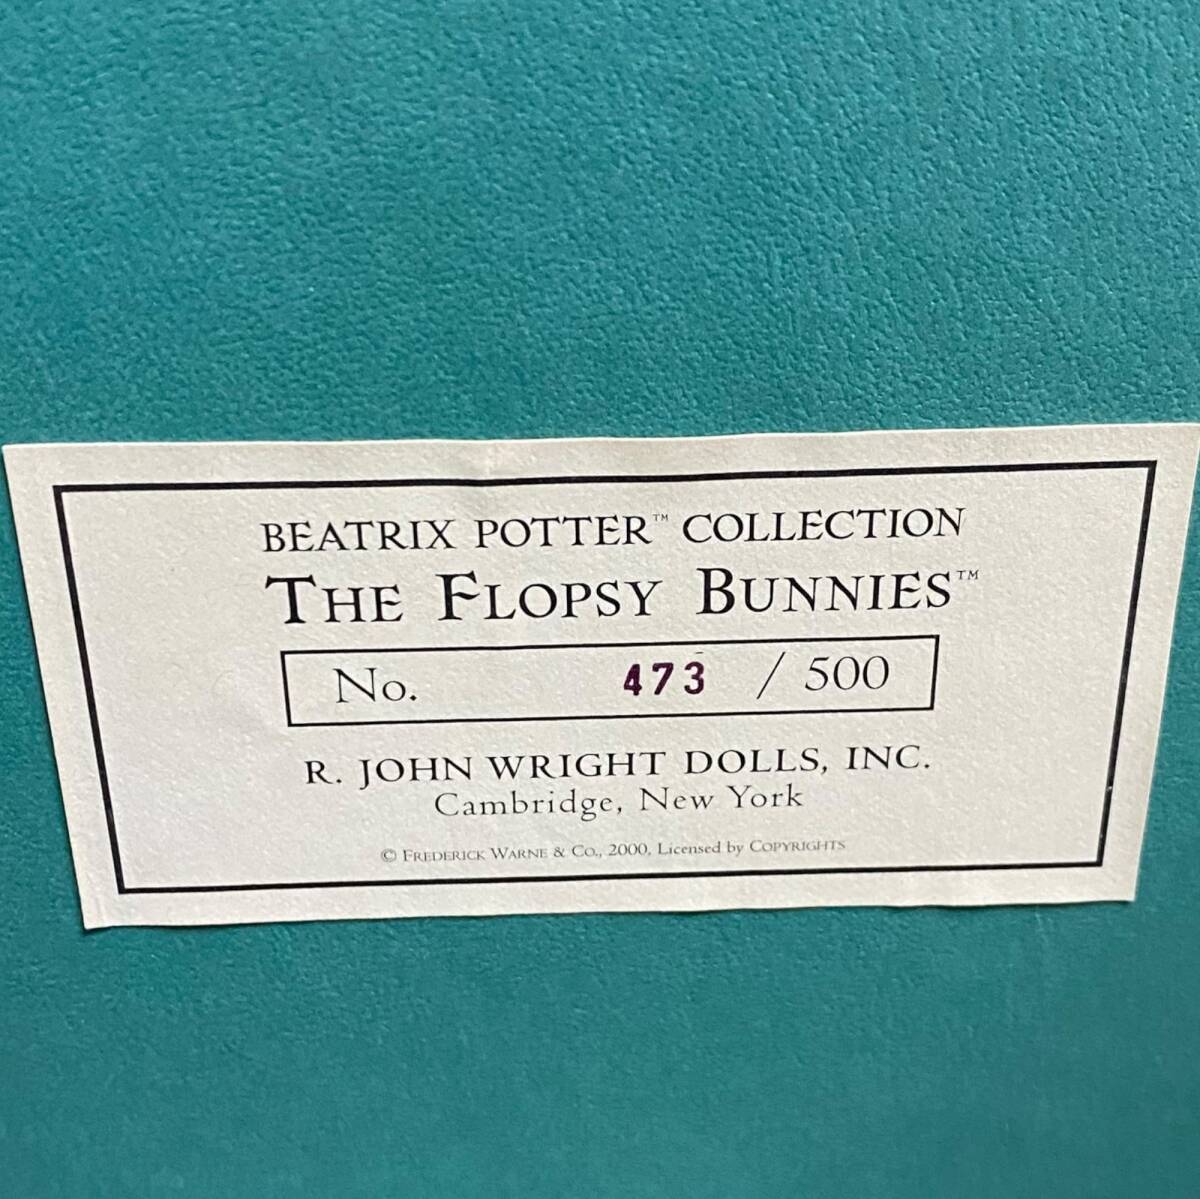 BEATRIX POTTER™ COLLECTION
THE FLOPSY BUNNIES™
No. 473 / 500
R. JOHN WRIGHT DOLLS, INC.
Cambridge, New York
© FREDERICK WARNE & CO., 2000, Licensed by COPYRIGHTS